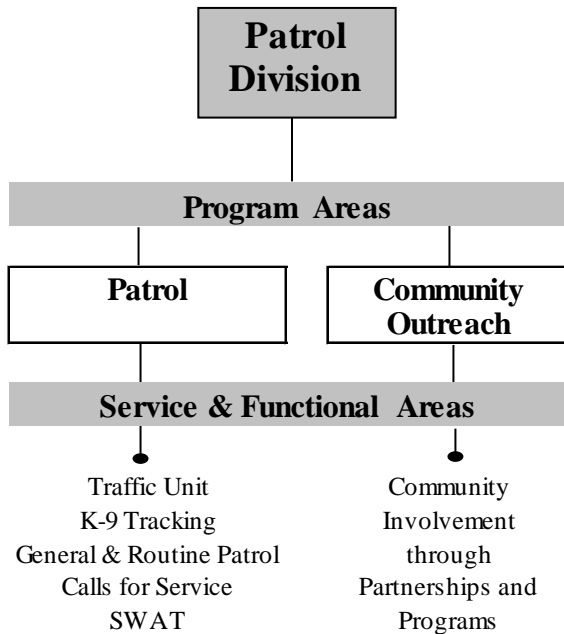 Patrol
Division
Program Areas
Patrol
Community
Outreach
Service & Functional Areas
Traffic Unit
K-9 Tracking
General & Routine Patrol
Calls for Service
SWAT
Community
Involvement
through
Partnerships and
Programs